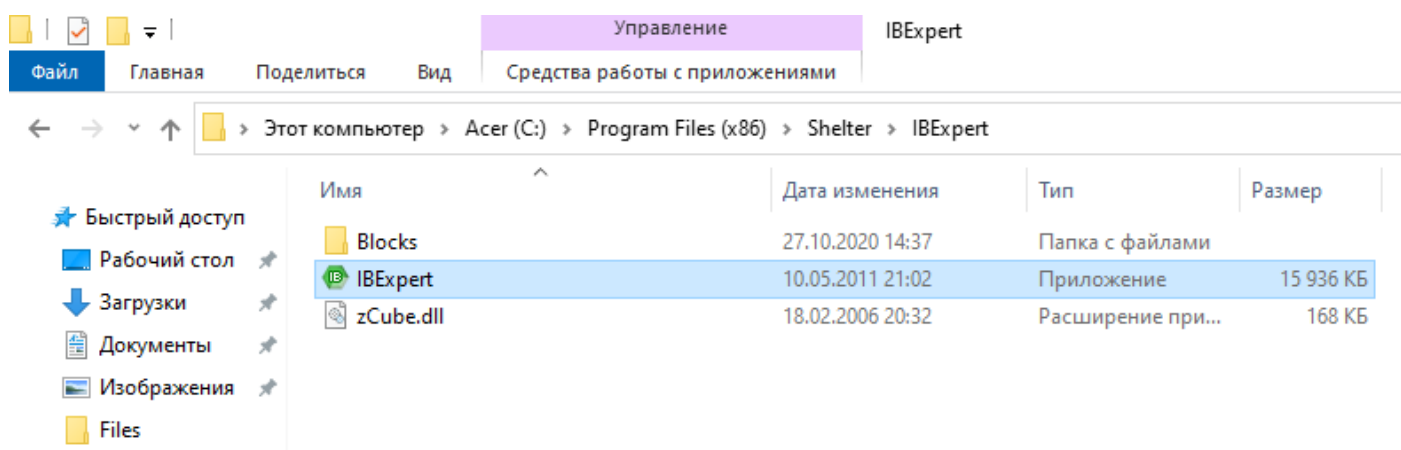 Управление IBExpert
Файл Главная Поделиться Вид Средства работы с приложениями
Этот компьютер > Acer (C:) > Program Files (x86) > Shelter > IBExpert
Имя Дата изменения Тип Размер
Быстрый доступ
Blocks 27.10.2020 14:37 Папка с файлами
Рабочий стол
IBExpert 10.05.2011 21:02 Приложение 15 936 КБ
Загрузки
zCube.dll 18.02.2006 20:32 Расширение при... 168 КБ
Документы
Изображения
Files